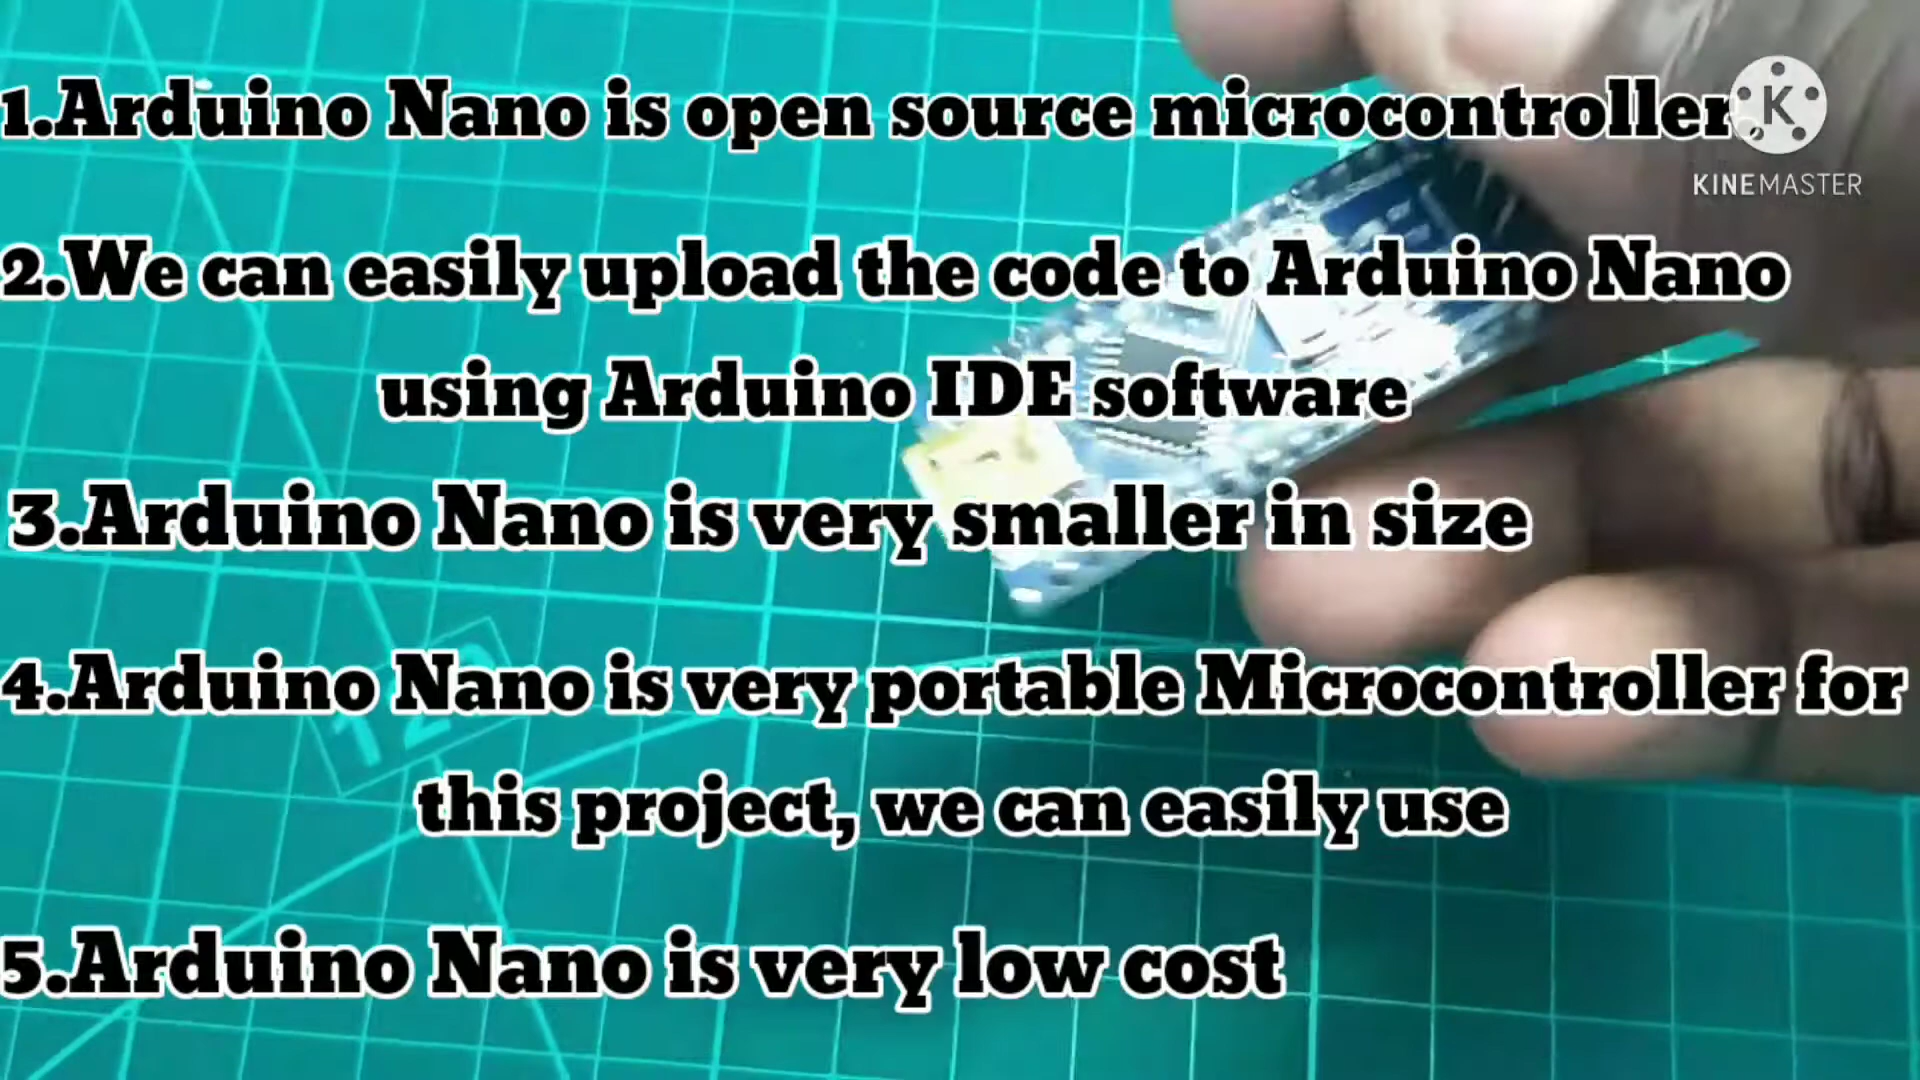 1.Arduino Nano is open source microcontroller
K
KINEMASTER
2.We can easily upload the code to Arduino Nano
using Arduino IDE software
3.Arduino Nano is very smaller in size
4.Arduino Nano is very portable Microcontroller for
this project, we can easily use
5.Arduino Nano is very low cost